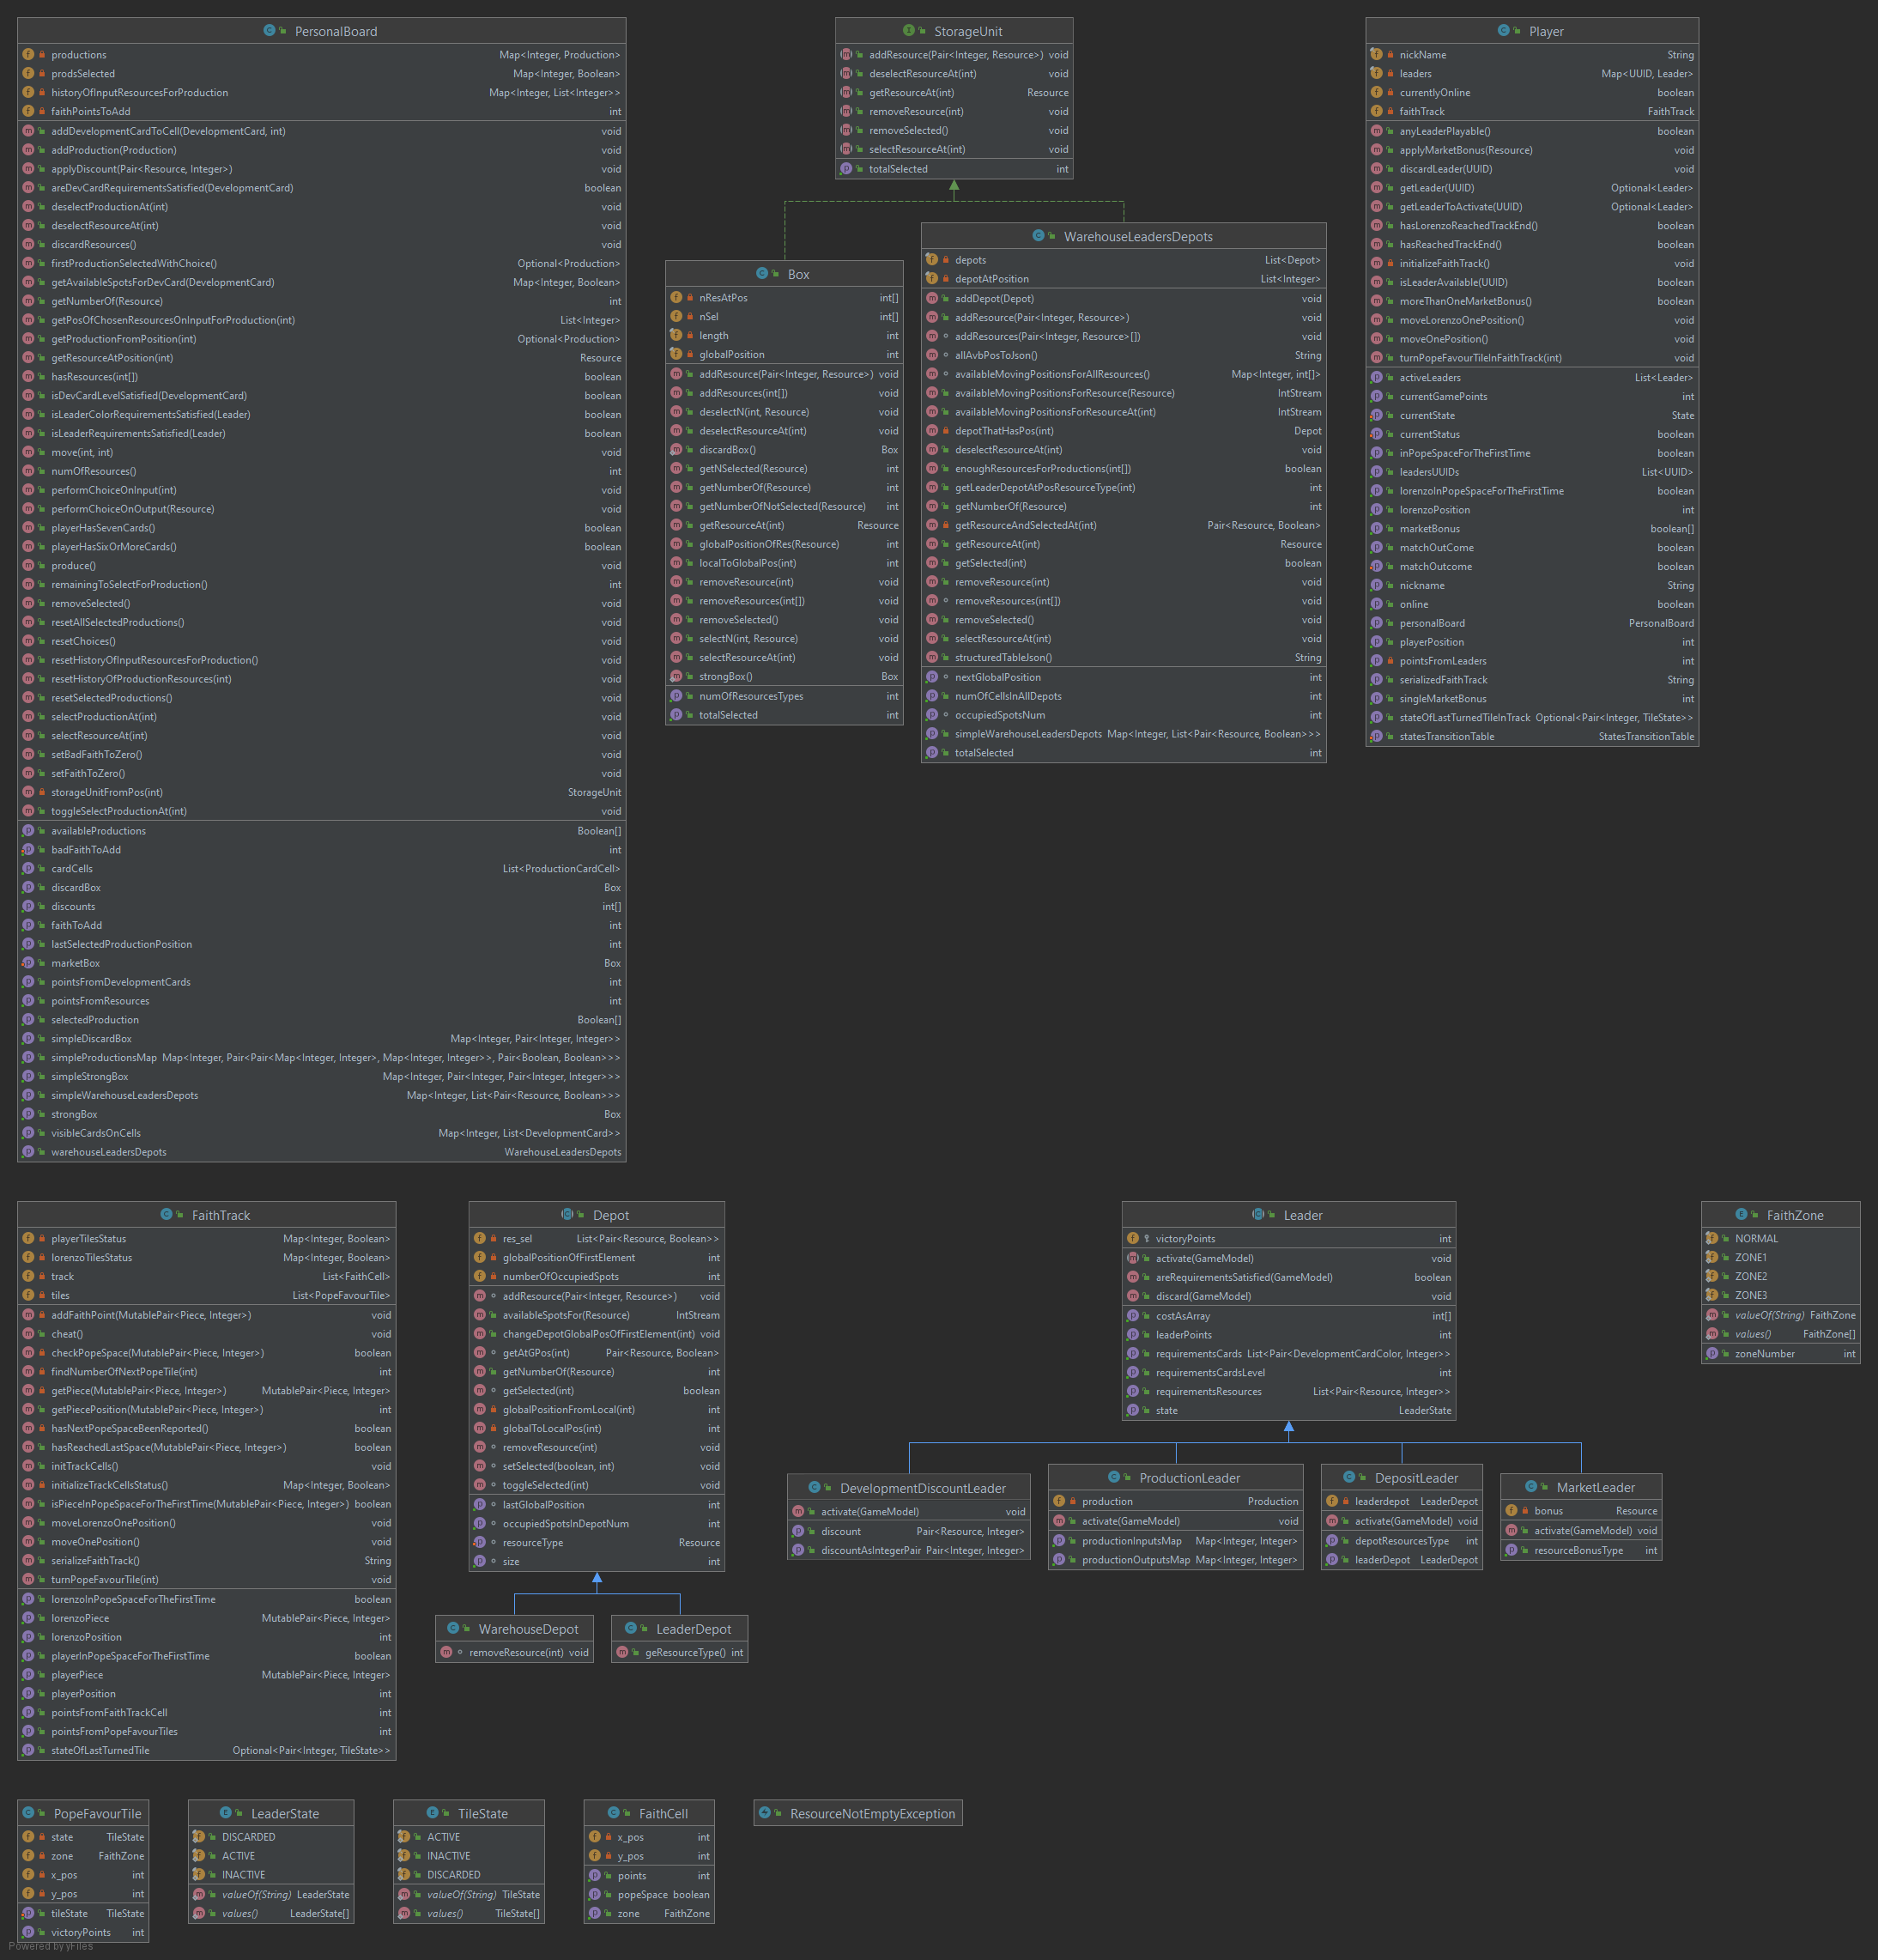 PersonalBoard
productions Map<Integer, Production>
prodsSelected Map<Integer, Boolean>
historyOfInputResourcesForProduction Map<Integer, List<Integer>>
faithPointsToAdd int
addDevelopmentCardToCell(DevelopmentCard, int) void
addProduction(Production) void
applyDiscount(Pair<Resource, Integer>) void
areDevCardRequirementsSatisfied(DevelopmentCard) boolean
deselectProductionAt(int) void
deselectResourceAt(int) void
discardResources() void
firstProductionSelectedWithChoice() Optional<Production>
getAvailableSpotsForDevCard(DevelopmentCard) Map<Integer, Boolean>
getNumberOf(Resource) int
getPosOfChosenResourcesOnInputForProduction(int) List<Integer>
getProductionFromPosition(int) Optional<Production>
getResourceAtPosition(int) Resource
hasResources(int[]) boolean
isDevCardLevelSatisfied(DevelopmentCard) boolean
isLeaderColorRequirementsSatisfied(Leader) boolean
isLeaderRequirementsSatisfied(Leader) boolean
move(int, int) void
numOfResources() int
performChoiceOnInput(int) void
performChoiceOnOutput(Resource) void
playerHasSevenCards() boolean
playerHasSixOrMoreCards() boolean
produce() void
remainingToSelectForProduction() int
removeSelected() void
resetAllSelectedProductions() void
resetChoices() void
resetHistoryOfInputResourcesForProduction() void
resetHistoryOfProductionResources(int) void
resetSelectedProductions() void
selectProductionAt(int) void
selectResourceAt(int) void
setBadFaithToZero() void
setFaithToZero() void
storageUnitFromPos(int) StorageUnit
toggleSelectProductionAt(int) void
availableProductions Boolean[]
badFaithToAdd int
cardCells List<ProductionCardCell>
discardBox Box
discounts int[]
faithToAdd int
lastSelectedProductionPosition int
marketBox Box
pointsFromDevelopmentCards int
pointsFromResources int
selectedProduction Boolean[]
simpleDiscardBox Map<Integer, Pair<Integer, Integer>>
simpleProductionsMap Map<Integer, Pair<Pair<Map<Integer, Integer>, Map<Integer, Integer>>, Pair<Boolean, Boolean>>>
simpleStrongBox Map<Integer, Pair<Integer, Pair<Integer, Integer>>>
simpleWarehouseLeadersDepots Map<Integer, List<Pair<Resource, Boolean>>>
strongBox Box
visibleCardsOnCells Map<Integer, List<DevelopmentCard>>
warehouseLeadersDepots WarehouseLeadersDepots
StorageUnit
addResource(Pair<Integer, Resource>) void
deselectResourceAt(int) void
getResourceAt(int) Resource
removeResource(int) void
removeSelected() void
selectResourceAt(int) void
totalSelected int
Box
nResAtPos int[]
nSel int[]
length int
globalPosition int
addResource(Pair<Integer, Resource>) void
addResources(int[]) void
deselectN(int, Resource) void
deselectResourceAt(int) void
discardBox() Box
getNSelected(Resource) int
getNumberOf(Resource) int
getNumberOfNotSelected(Resource) int
getResourceAt(int) Resource
globalPositionOfRes(Resource) int
localToGlobalPos(int) int
removeResource(int) void
removeResources(int[]) void
removeSelected() void
selectN(int, Resource) void
selectResourceAt(int) void
strongBox() Box
numOfResourcesTypes int
totalSelected int
WarehouseLeadersDepots
depots List<Depot>
depotAtPosition List<Integer>
addDepot(Depot) void
addResource(Pair<Integer, Resource>) void
addResources(Pair<Integer, Resource>[]) void
allAvbPosToJson() String
availableMovingPositionsForAllResources() Map<Integer, int[]>
availableMovingPositionsForResource(Resource) IntStream
availableMovingPositionsForResourceAt(int) IntStream
depotThatHasPos(int) Depot
deselectResourceAt(int) void
enoughResourcesForProductions(int[]) boolean
getLeaderDepotAtPosResourceType(int) int
getNumberOf(Resource) int
getResourceAndSelectedAt(int) Pair<Resource, Boolean>
getResourceAt(int) Resource
getSelected(int) boolean
removeResource(int) void
removeResources(int[]) void
removeSelected() void
selectResourceAt(int) void
structuredTableJson() String
nextGlobalPosition int
numOfCellsInAllDepots int
occupiedSpotsNum int
simpleWarehouseLeadersDepots Map<Integer, List<Pair<Resource, Boolean>>>
totalSelected int
Player
nickName String
leaders Map<UUID, Leader>
currentlyOnline boolean
faithTrack FaithTrack
anyLeaderPlayable() boolean
applyMarketBonus(Resource) void
discardLeader(UUID) void
getLeader(UUID) Optional<Leader>
getLeaderToActivate(UUID) Optional<Leader>
hasLorenzoReachedTrackEnd() boolean
hasReachedTrackEnd() boolean
initializeFaithTrack() void
isLeaderAvailable(UUID) boolean
moreThanOneMarketBonus() boolean
moveLorenzoOnePosition() void
moveOnePosition() void
turnPopeFavourTileInFaithTrack(int) void
activeLeaders List<Leader>
currentGamePoints int
currentState State
currentStatus boolean
inPopeSpaceForTheFirstTime boolean
leadersUUIDs List<UUID>
lorenzoInPopeSpaceForTheFirstTime boolean
lorenzoPosition int
marketBonus boolean[]
matchOutCome boolean
matchOutcome boolean
nickname String
online boolean
personalBoard PersonalBoard
playerPosition int
pointsFromLeaders int
serializedFaithTrack String
singleMarketBonus int
stateOfLastTurnedTileInTrack Optional<Pair<Integer, TileState>>
statesTransitionTable StatesTransitionTable
FaithTrack
playerTilesStatus Map<Integer, Boolean>
lorenzoTilesStatus Map<Integer, Boolean>
track List<FaithCell>
tiles List<PopeFavourTile>
addFaithPoint(MutablePair<Piece, Integer>) void
cheat() void
checkPopeSpace(MutablePair<Piece, Integer>) boolean
findNumberOfNextPopeTile(int) int
getPiece(MutablePair<Piece, Integer>) MutablePair<Piece, Integer>
getPiecePosition(MutablePair<Piece, Integer>) int
hasNextPopeSpaceBeenReported() boolean
hasReachedLastSpace(MutablePair<Piece, Integer>) boolean
initTrackCells() void
initializeTrackCellsStatus() Map<Integer, Boolean>
isPieceInPopeSpaceForTheFirstTime(MutablePair<Piece, Integer>) boolean
moveLorenzoOnePosition() void
moveOnePosition() void
serializeFaithTrack() String
turnPopeFavourTile(int) void
lorenzoInPopeSpaceForTheFirstTime boolean
lorenzoPiece MutablePair<Piece, Integer>
lorenzoPosition int
playerInPopeSpaceForTheFirstTime boolean
playerPiece MutablePair<Piece, Integer>
playerPosition int
pointsFromFaithTrackCell int
pointsFromPopeFavourTiles int
stateOfLastTurnedTile Optional<Pair<Integer, TileState>>
Depot
res_sel List<Pair<Resource, Boolean>>
globalPositionOfFirstElement int
numberOfOccupiedSpots int
addResource(Pair<Integer, Resource>) void
availableSpotsFor(Resource) IntStream
changeDepotGlobalPosOfFirstElement(int) void
getAtGPos(int) Pair<Resource, Boolean>
getNumberOf(Resource) int
getSelected(int) boolean
globalPositionFromLocal(int) int
globalToLocalPos(int) int
removeResource(int) void
setSelected(boolean, int) void
toggleSelected(int) void
lastGlobalPosition int
occupiedSpotsInDepotNum int
resourceType Resource
size int
WarehouseDepot
removeResource(int) void
LeaderDepot
geResourceType() int
Leader
victoryPoints int
activate(GameModel) void
areRequirementsSatisfied(GameModel) boolean
discard(GameModel) void
costAsArray int[]
leaderPoints int
requirementsCards List<Pair<DevelopmentCardColor, Integer>>
requirementsCardsLevel int
requirementsResources List<Pair<Resource, Integer>>
state LeaderState
DevelopmentDiscountLeader
activate(GameModel) void
discount Pair<Resource, Integer>
discountAsIntegerPair Pair<Integer, Integer>
ProductionLeader
production Production
activate(GameModel) void
productionInputsMap Map<Integer, Integer>
productionOutputsMap Map<Integer, Integer>
DepositLeader
leaderdepot LeaderDepot
activate(GameModel) void
depotResourcesType int
leaderDepot LeaderDepot
MarketLeader
bonus Resource
activate(GameModel) void
resourceBonusType int
FaithZone
NORMAL
ZONE1
ZONE2
ZONE3
valueOf(String) FaithZone
values() FaithZone[]
zoneNumber int
PopeFavourTile
state TileState
zone FaithZone
x_pos int
y_pos int
tileState TileState
victoryPoints int
LeaderState
DISCARDED
ACTIVE
INACTIVE
valueOf(String) LeaderState
values() LeaderState[]
TileState
ACTIVE
INACTIVE
DISCARDED
valueOf(String) TileState
values() TileState[]
FaithCell
x_pos int
y_pos int
points int
popeSpace boolean
zone FaithZone
ResourceNotEmptyException
Powered by yFiles